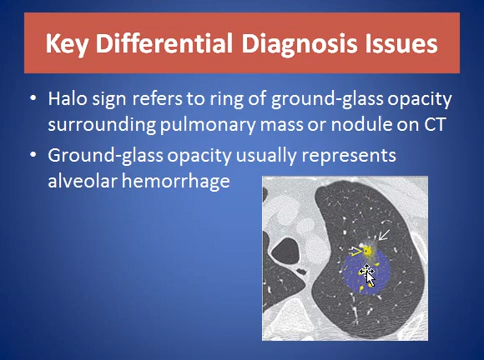 Key Differential Diagnosis Issues
• Halo sign refers to ring of ground-glass opacity
surrounding pulmonary mass or nodule on CT
• Ground-glass opacity usually represents
alveolar hemorrhage